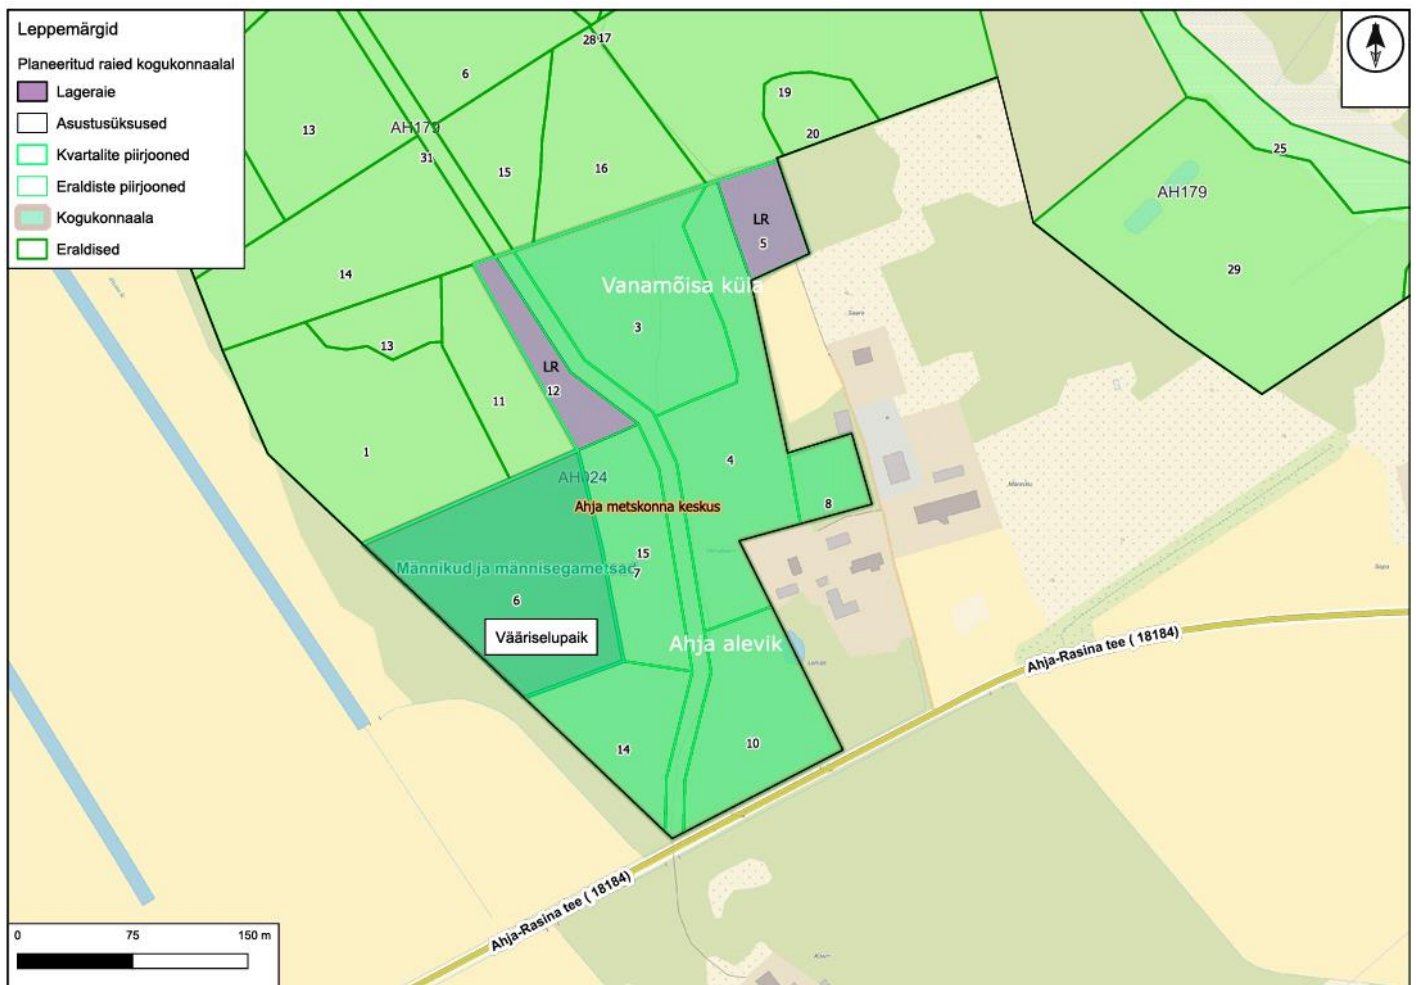 Leppemärgid
Planeeritud raied kogukonnaalal
Lageraie
Asustusüksused
Kvartalite piirjooned
Eraldiste piirjooned
Kogukonnaala
Eraldised
28 17
6
19
13
AH179
20
31
15
16
25
AH179
LR
5
14
29
Vanamõisa küla
3
Saare
13
LR
12
11
1
4
AH024
Männiku
8
Ahja metskonna keskus
15
7
Männikud ja männisegametsad
6
Vääriselupaik
Ahja alevik
Ahja-Rasina tee ( 18184)
14
10
Ahja-Rasina tee ( 18184)
0 75 150 m